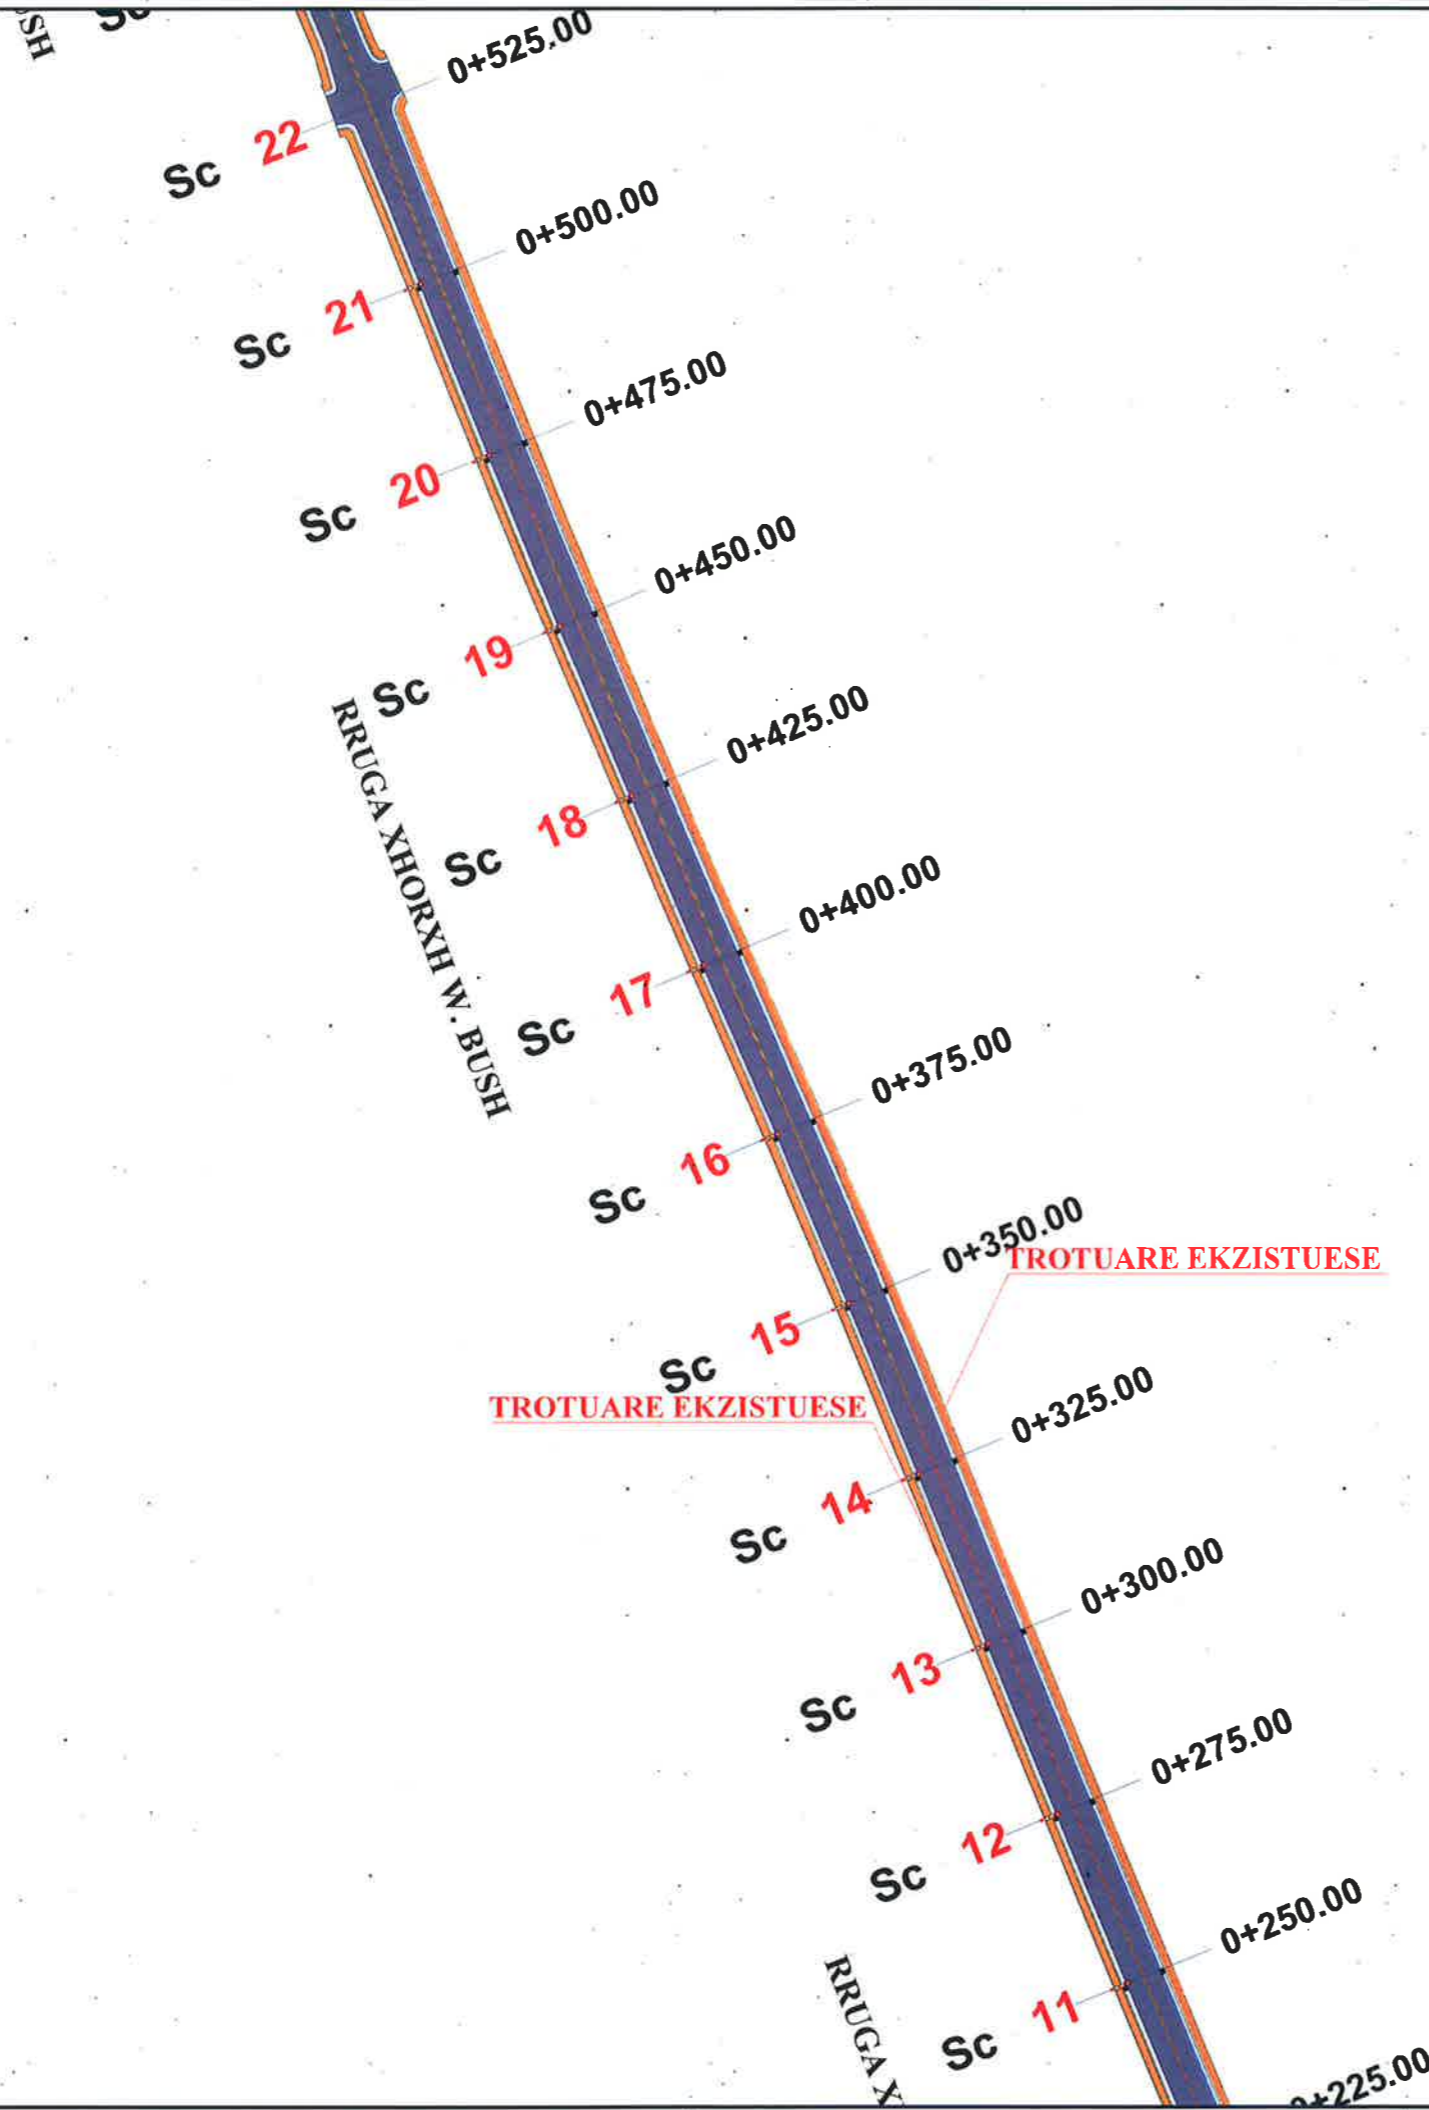 0+525.00
Sc 22
0+500.00
Sc 21
0+475.00
Sc 20
0+450.00
Sc 19
0+425.00
Sc 18
RRUGA XHORXH W. BUSH
0+400.00
Sc 17
0+375.00
Sc 16
0+350.00
TROTUARE EKZISTUESE
Sc 15
TROTUARE EKZISTUESE
0+325.00
Sc 14
0+300.00
Sc 13
0+275.00
Sc 12
0+250.00
Sc 11
RRUGA X
0+225.00